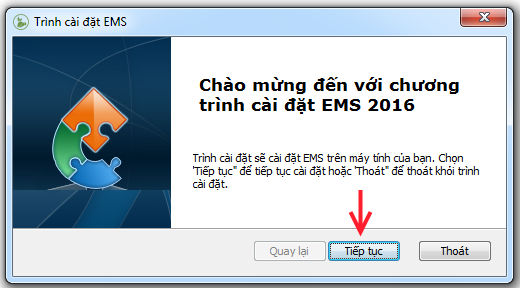 Trình cài đặt EMS
Chào mừng đến với chương
trình cài đặt EMS 2016
Trình cài đặt sẽ cài đặt EMS trên máy tính của bạn. Chọn
'Tiếp tục" để tiếp tục cài đặt hoặc 'Thoát" để thoát khỏi trình
cài đặt.
Quay lại
Tiếp tục
Thoát